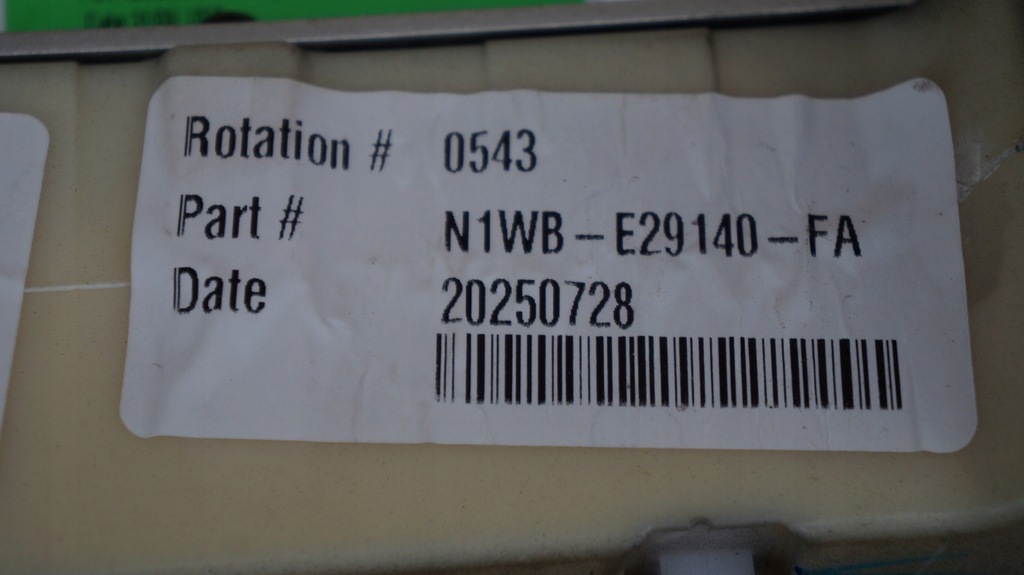 Rotation # 0543
Part # N1WB-E29140-FA
Date 20250728